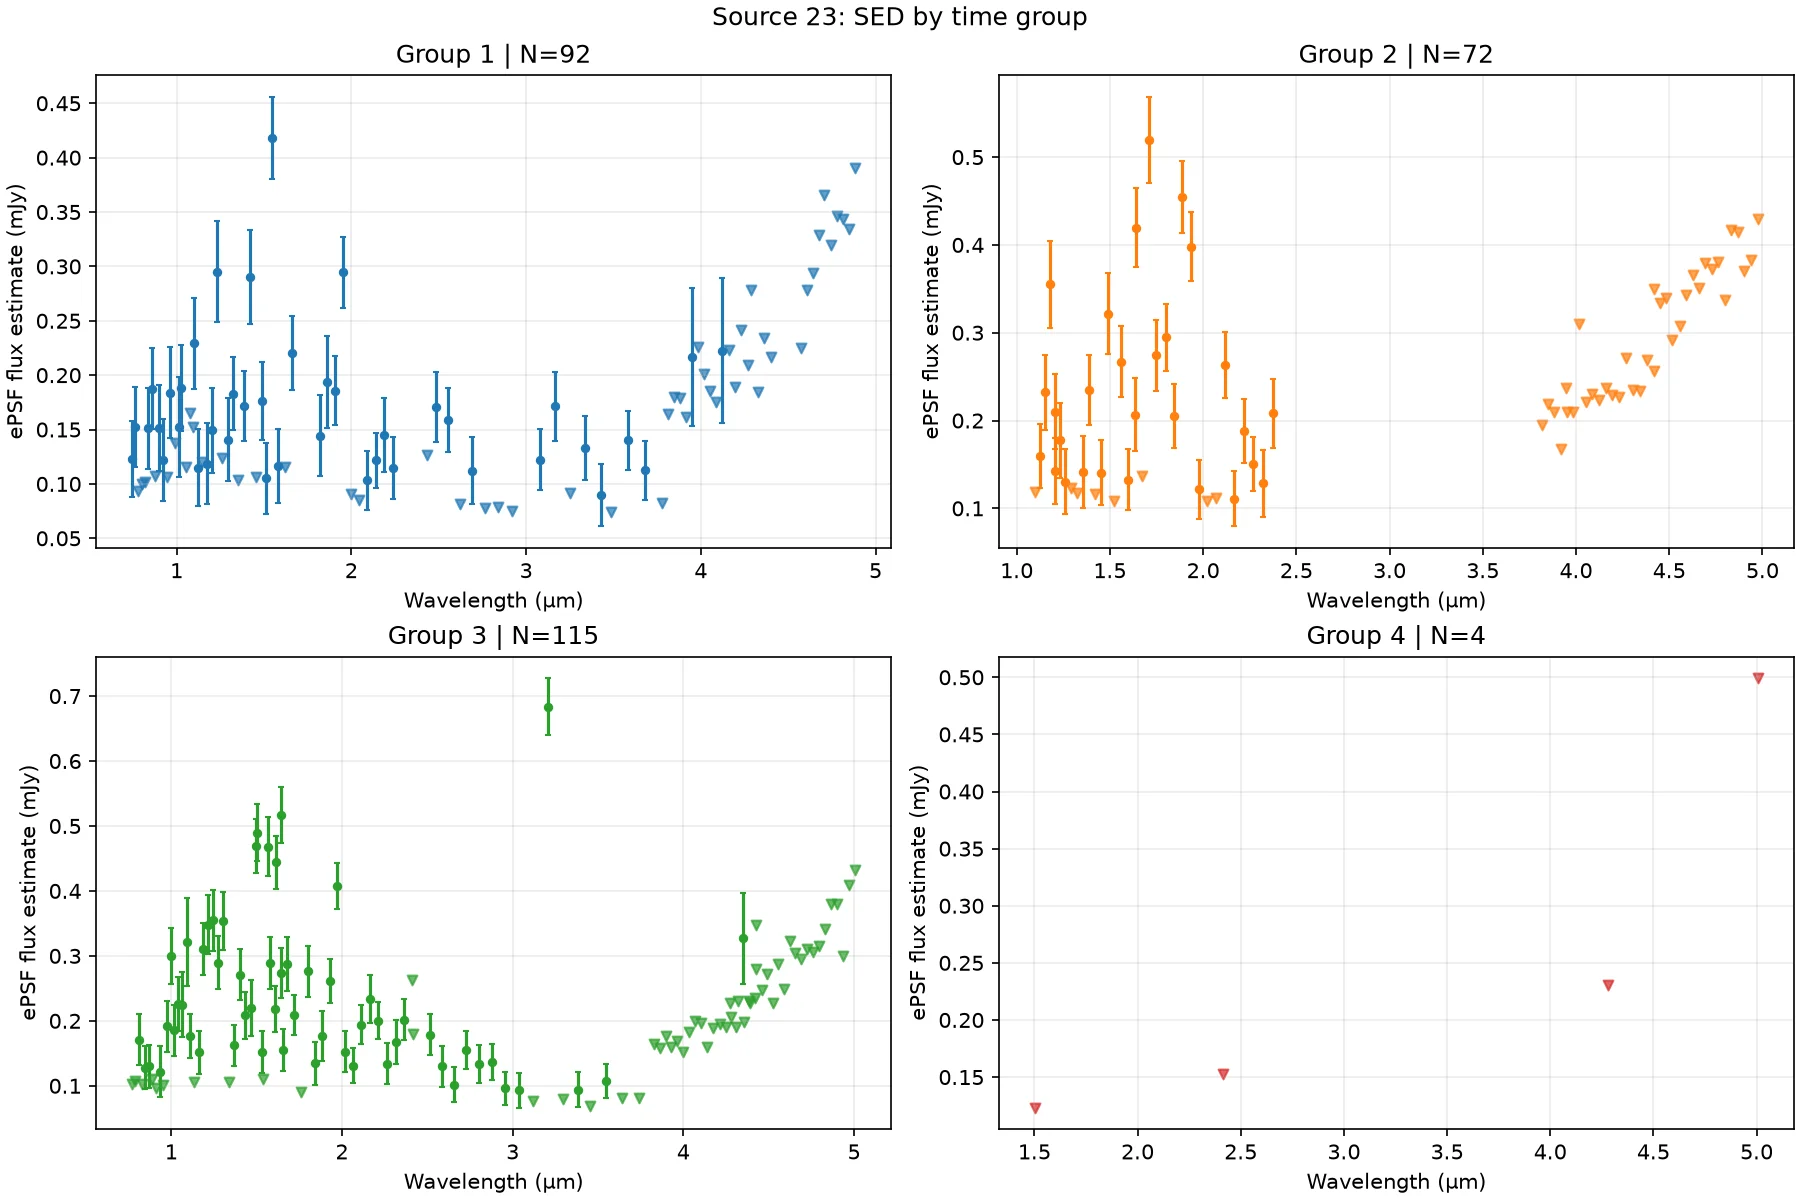 Source 23: SED by time group
Group 1 | N=92
ePSF flux estimate (mJy)
0.45
0.40
0.35
0.30
0.25
0.20
0.15
0.10
0.05
1 2 3 4 5
Wavelength (μm)
Group 2 | N=72
ePSF flux estimate (mJy)
0.5
0.4
0.3
0.2
0.1
1.0 1.5 2.0 2.5 3.0 3.5 4.0 4.5 5.0
Wavelength (μm)
Group 3 | N=115
ePSF flux estimate (mJy)
0.7
0.6
0.5
0.4
0.3
0.2
0.1
1 2 3 4 5
Wavelength (μm)
Group 4 | N=4
ePSF flux estimate (mJy)
0.50
0.45
0.40
0.35
0.30
0.25
0.20
0.15
1.5 2.0 2.5 3.0 3.5 4.0 4.5 5.0
Wavelength (μm)